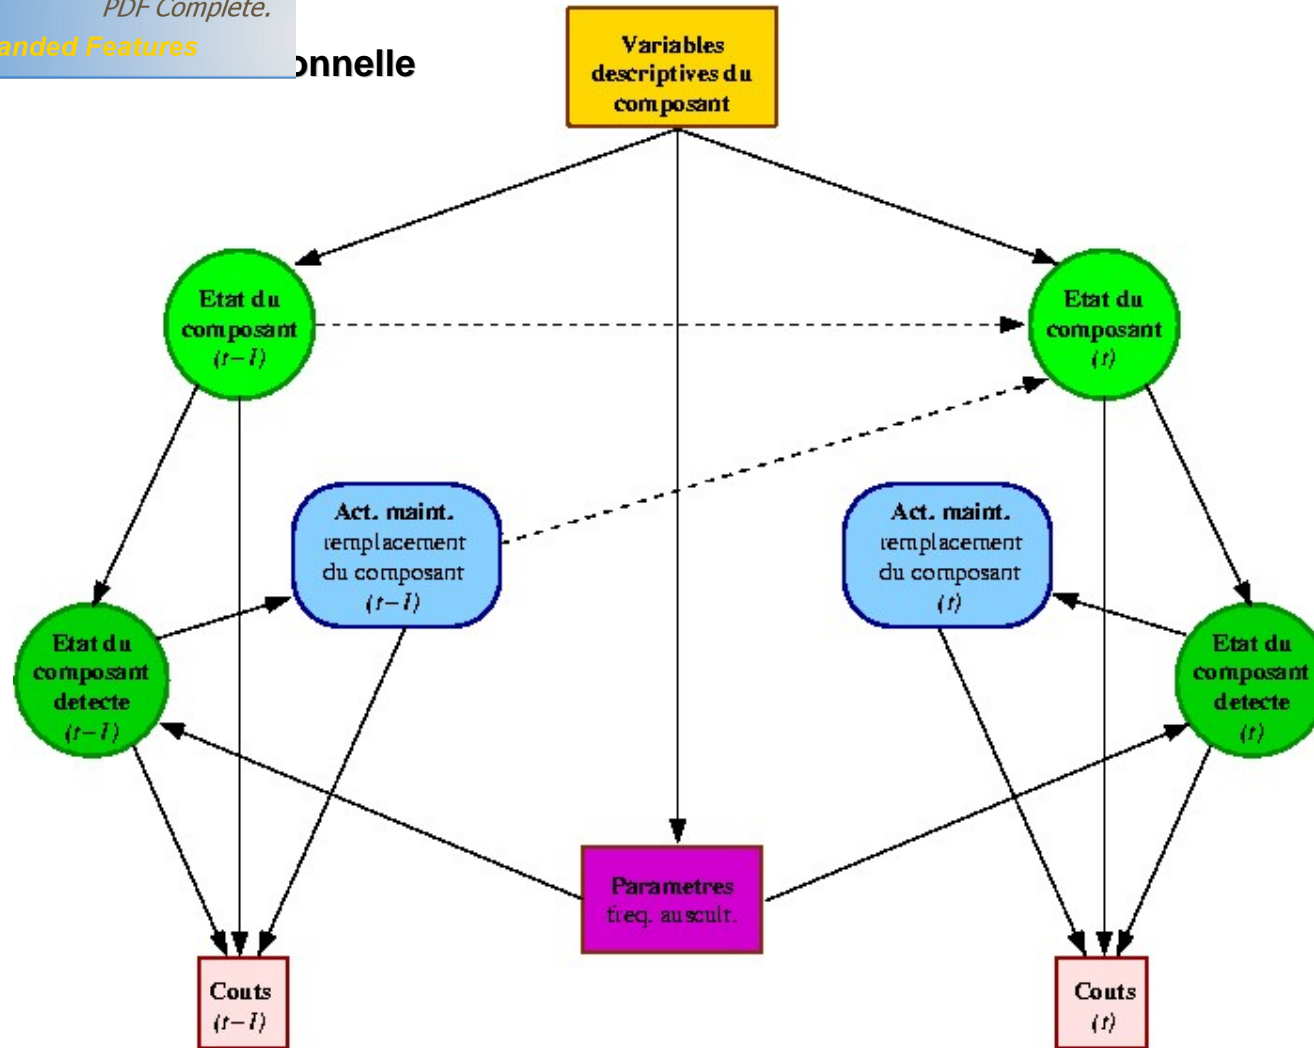 PDF Complete.
anded Features
onnelle
Variables
descriptives du
composant
Etat du
composant
(t−1)
Etat du
composant
(t)
Act. maint.
remplacement
du composant
(t−1)
Act. maint.
remplacement
du composant
(t)
Etat du
composant
detecte
(t−1)
Etat du
composant
detecte
(t)
Parametres
freq. auscult.
Couts
(t−1)
Couts
(t)